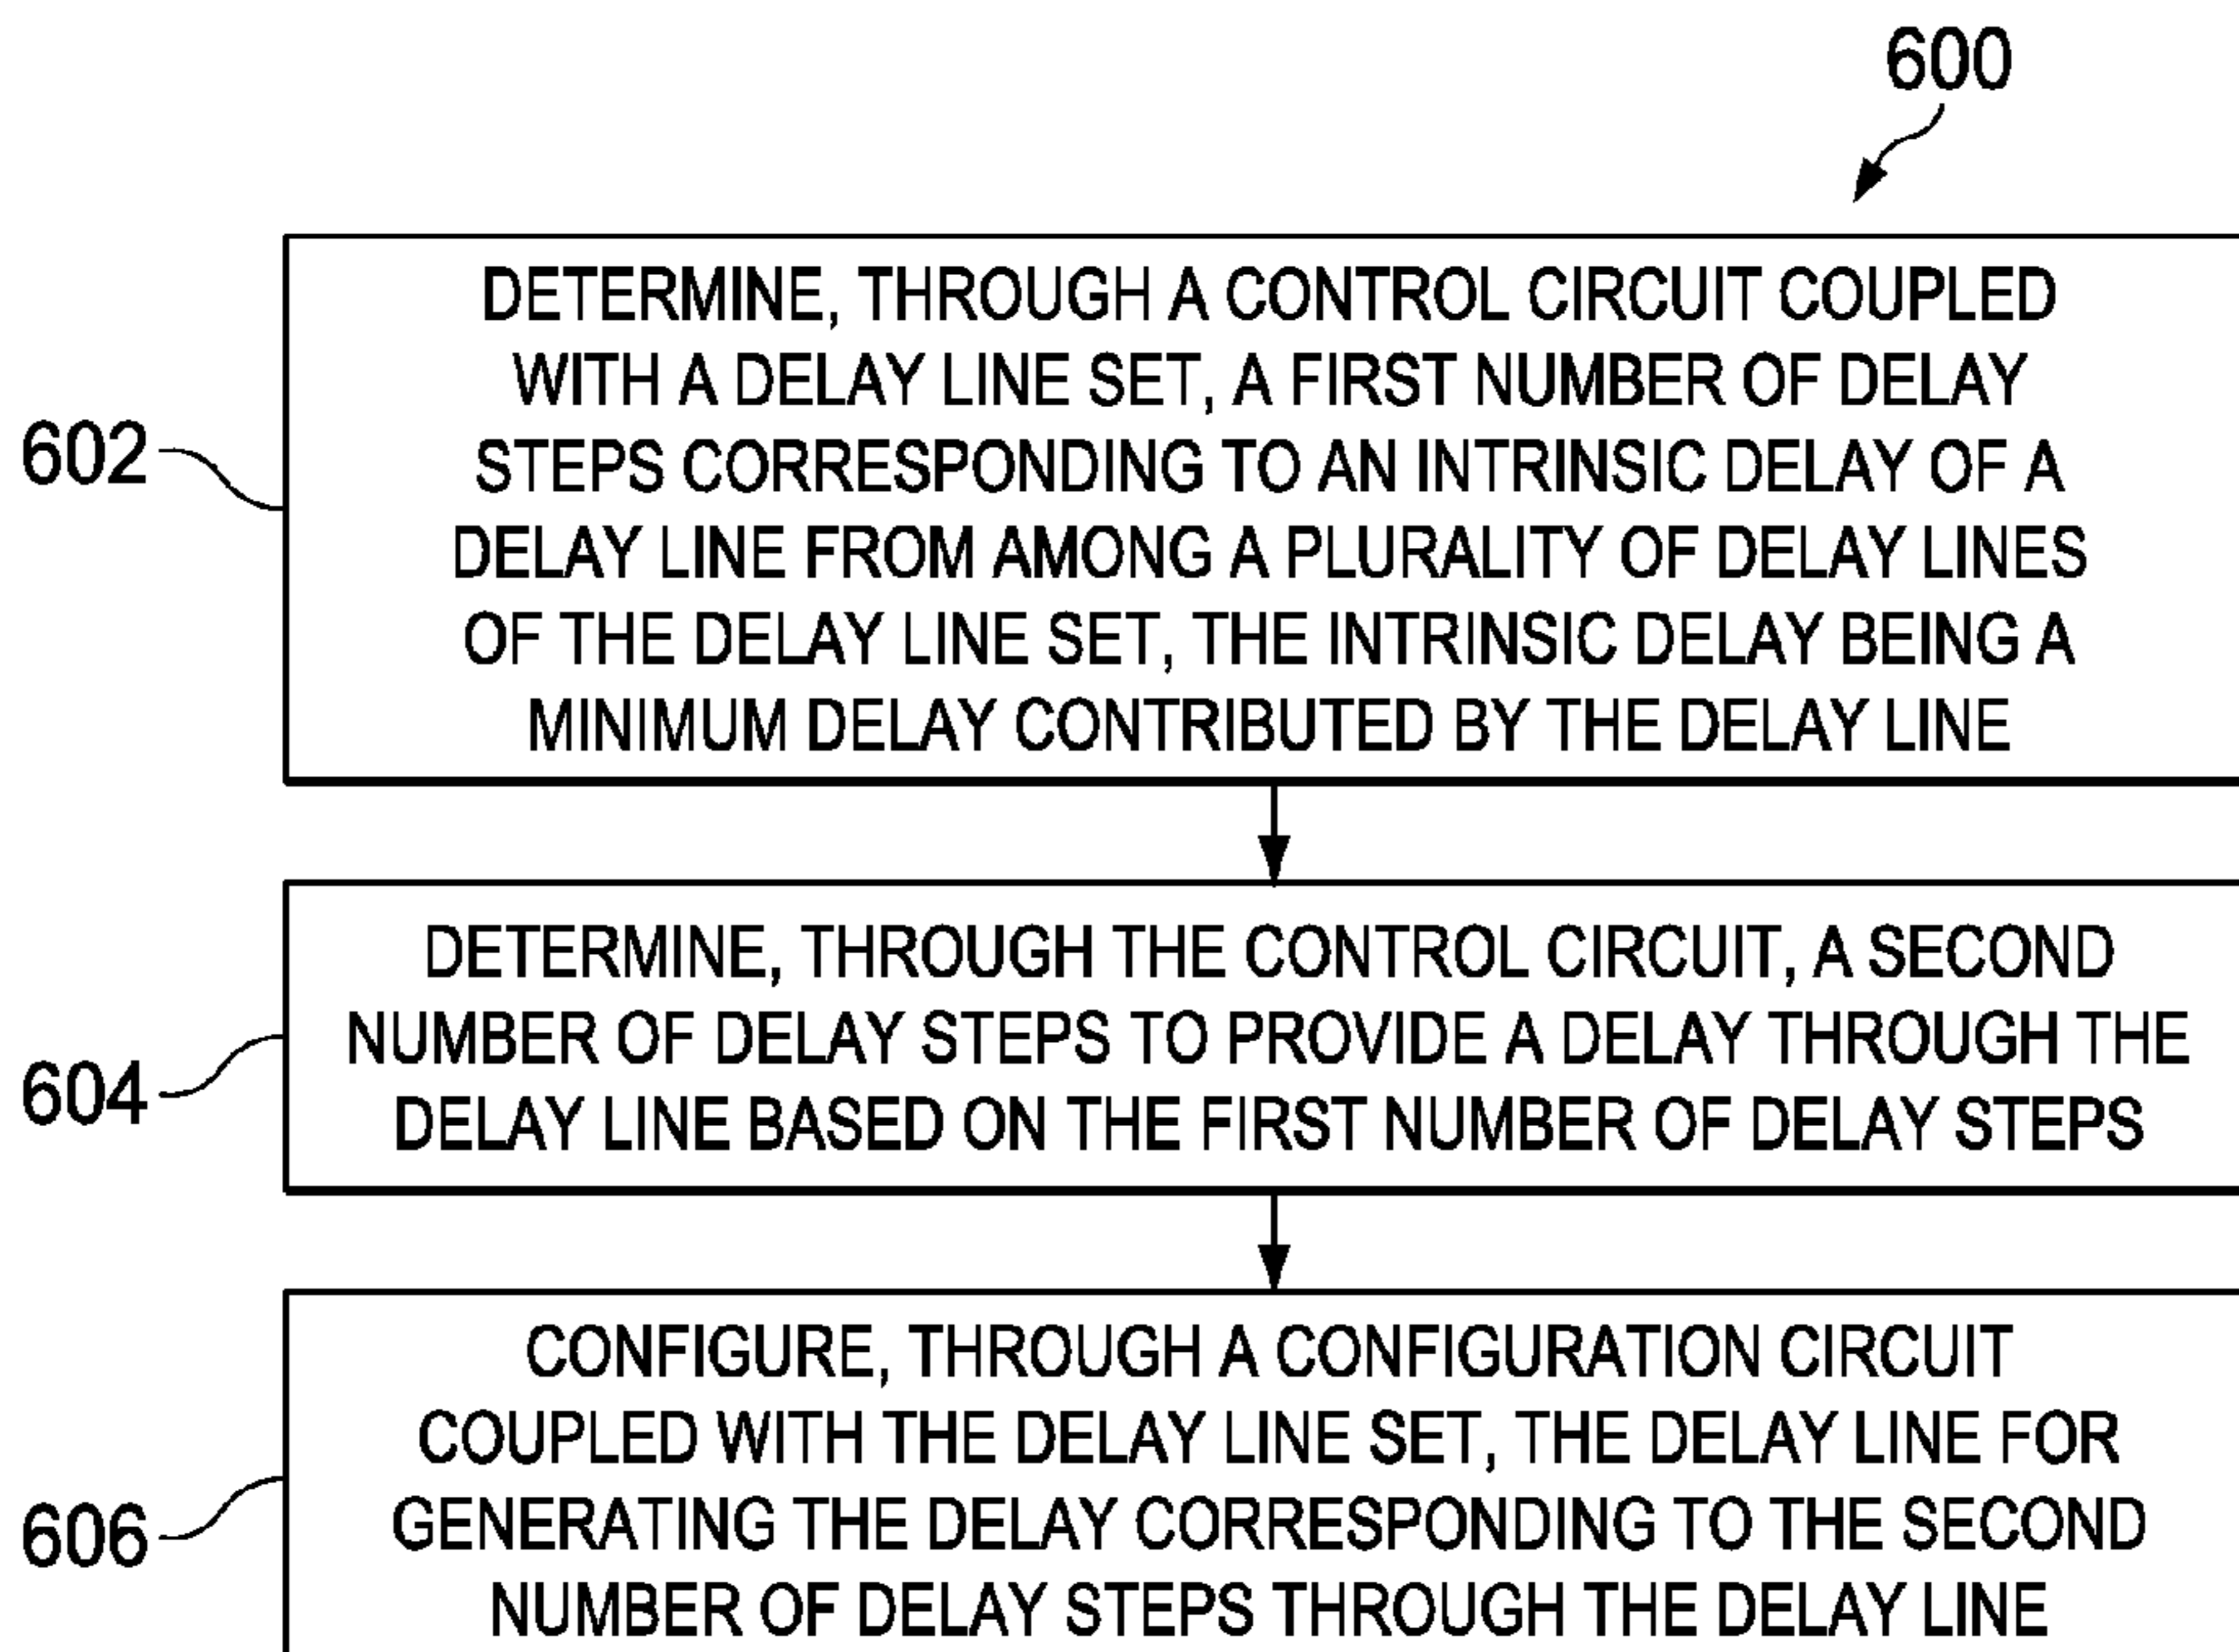 600
602
DETERMINE, THROUGH A CONTROL CIRCUIT COUPLED
WITH A DELAY LINE SET, A FIRST NUMBER OF DELAY
STEPS CORRESPONDING TO AN INTRINSIC DELAY OF A
DELAY LINE FROM AMONG A PLURALITY OF DELAY LINES
OF THE DELAY LINE SET, THE INTRINSIC DELAY BEING A
MINIMUM DELAY CONTRIBUTED BY THE DELAY LINE
604
DETERMINE, THROUGH THE CONTROL CIRCUIT, A SECOND
NUMBER OF DELAY STEPS TO PROVIDE A DELAY THROUGH THE
DELAY LINE BASED ON THE FIRST NUMBER OF DELAY STEPS
606
CONFIGURE, THROUGH A CONFIGURATION CIRCUIT
COUPLED WITH THE DELAY LINE SET, THE DELAY LINE FOR
GENERATING THE DELAY CORRESPONDING TO THE SECOND
NUMBER OF DELAY STEPS THROUGH THE DELAY LINE